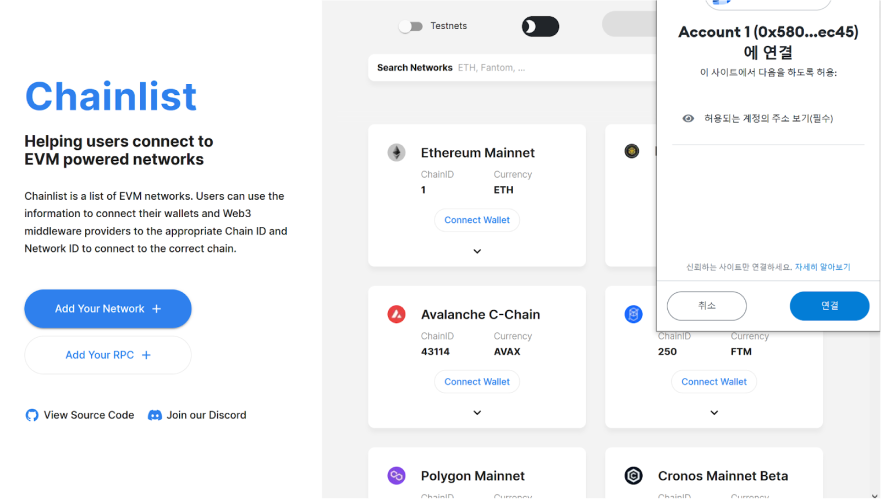 Chainlist
Helping users connect to
EVM powered networks
Chainlist is a list of EVM networks. Users can use the
information to connect their wallets and Web3
middleware providers to the appropriate Chain ID and
Network ID to connect to the correct chain.
Add Your Network +
Add Your RPC +
View Source Code
Join our Discord
Testnets
Search Networks ETH, Fantom, ...
Ethereum Mainnet
ChainID Currency
1 ETH
Connect Wallet
Avalanche C-Chain
ChainID Currency
43114 AVAX
Connect Wallet
ChainID Currency
250 FTM
Connect Wallet
Polygon Mainnet
ChainID Currency
Cronos Mainnet Beta
ChainID Currency
Account 1 (0x580...ec45)
에 연결
이 사이트에서 다음을 하도록 허용:
허용되는 계정의 주소 보기(필수)
신뢰하는 사이트만 연결하세요. 자세히 알아보기
취소
연결